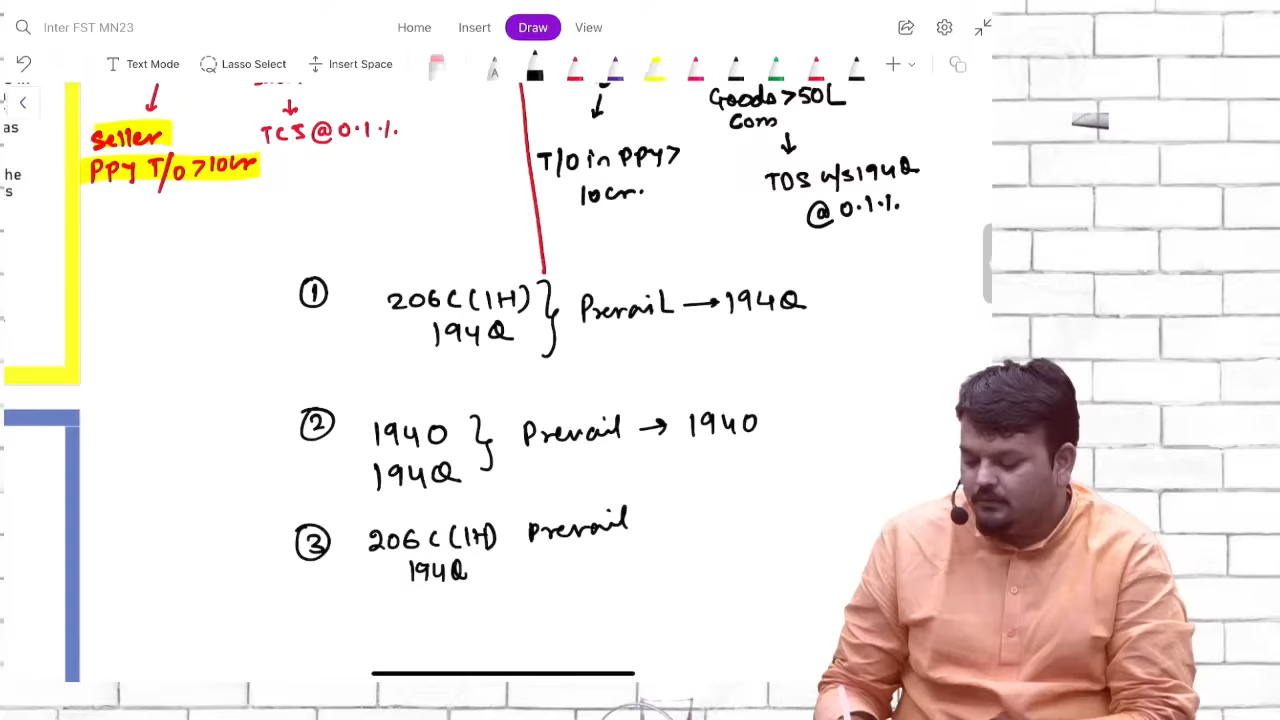 Inter FST MN23
Home Insert Draw View
Text Mode Lasso Select Insert Space
as
he
s
Seller
PPY T/O > 10cr
TCS @ 0.1%.
T/O in PPY >
10cr.
Goods > 50L
TDS u/s 194Q
@ 0.1%.
① 206C(1H)
194Q } Prevail → 194Q
② 194O
194Q } Prevail → 194O
③ 206C(1H) Prevail
194Q